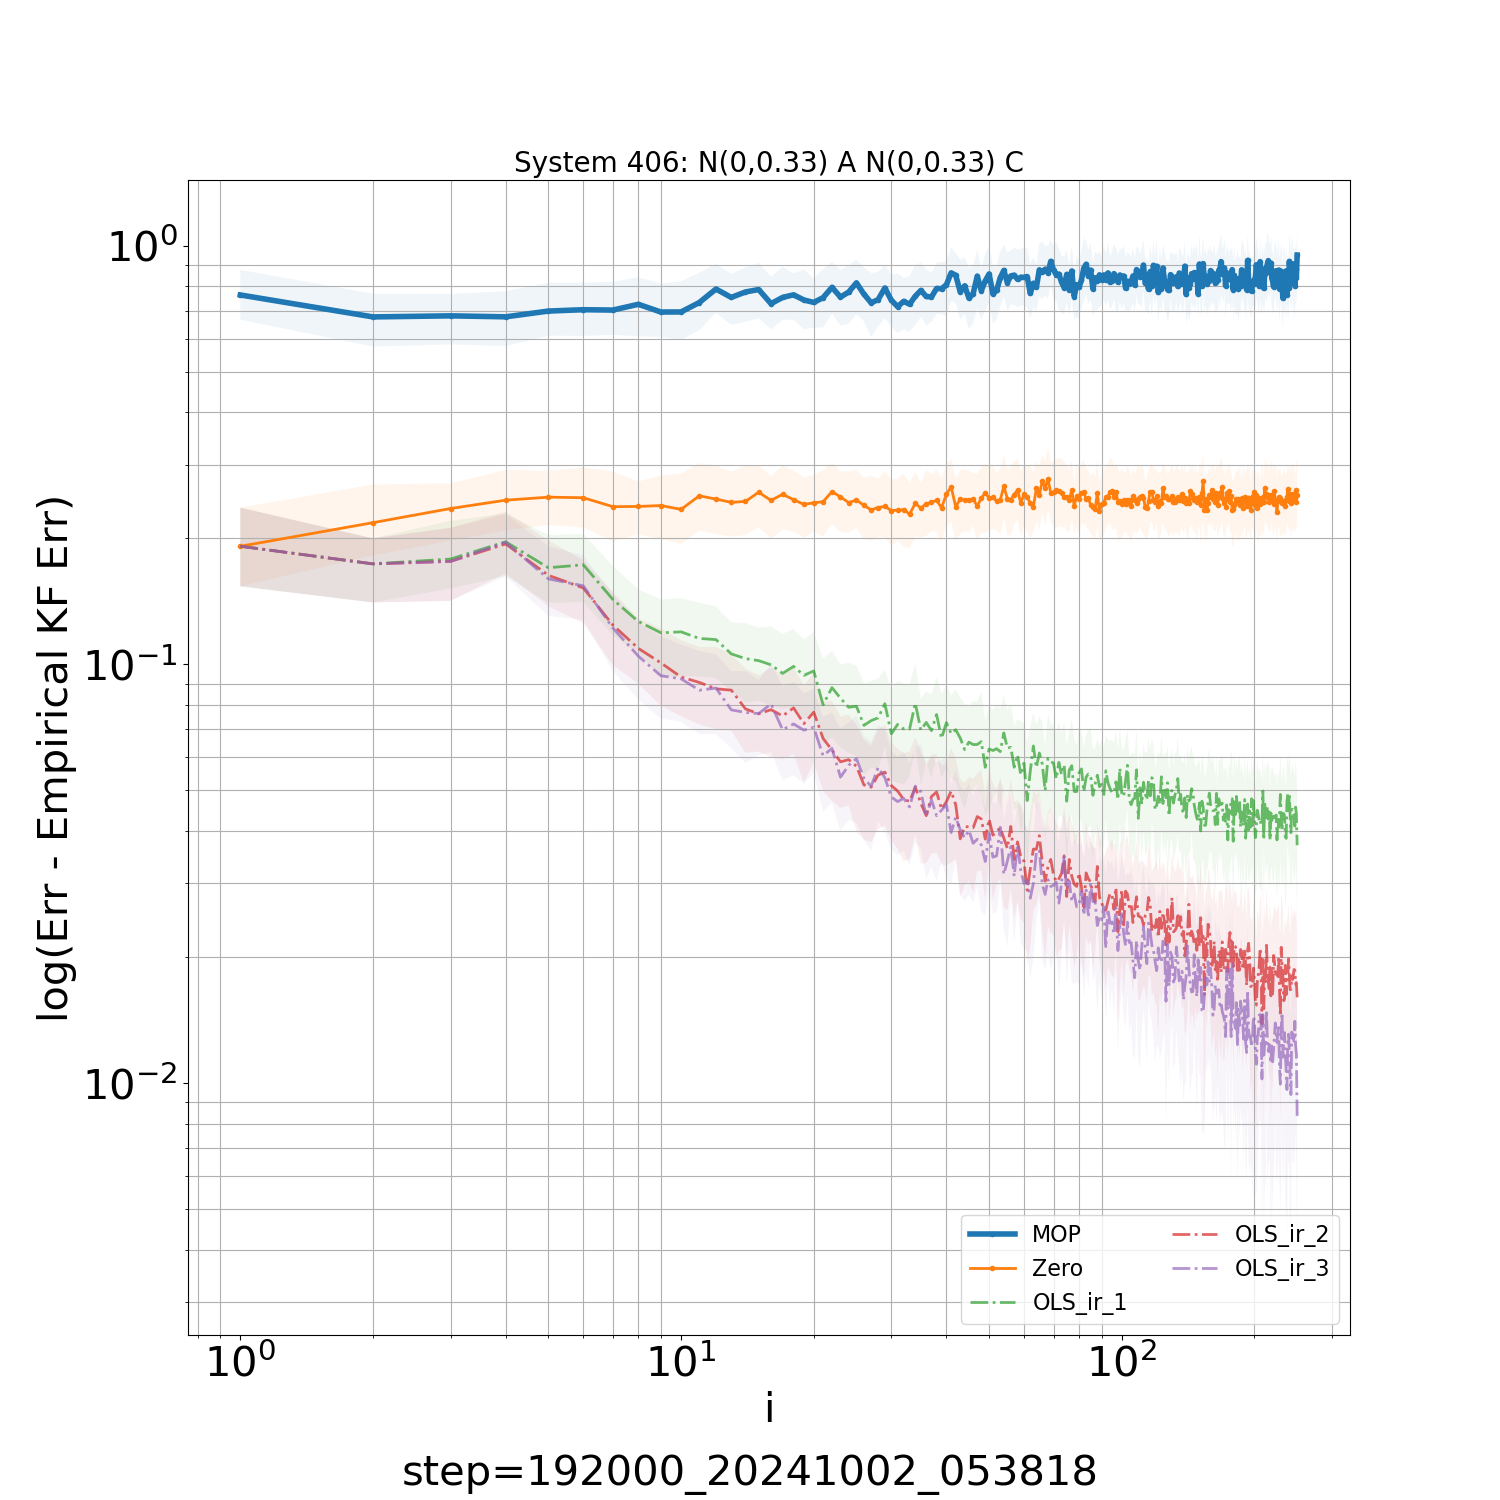 System 406: N(0,0.33) A N(0,0.33) C
log(Err - Empirical KF Err)
10⁰
10⁻¹
10⁻²
10⁰ 10¹ 10²
i
MOP
Zero
OLS_ir_1
OLS_ir_2
OLS_ir_3
step=192000_20241002_053818